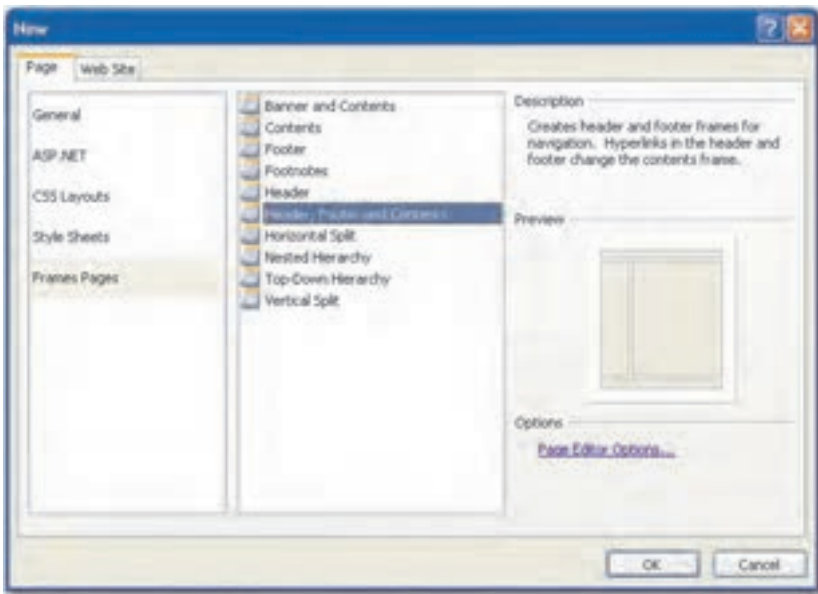 New
Page
Web Site
General
ASP.NET
CSS Layouts
Style Sheets
Frames Pages
Banner and Contents
Contents
Footer
Footnotes
Header
Header, Footer and Contents
Horizontal Split
Nested Hierarchy
Top-Down Hierarchy
Vertical Split
Description
Creates header and footer frames for
navigation. Hyperlinks in the header and
footer change the contents frame.
Preview
Options
Page Editor Options...
OK
Cancel